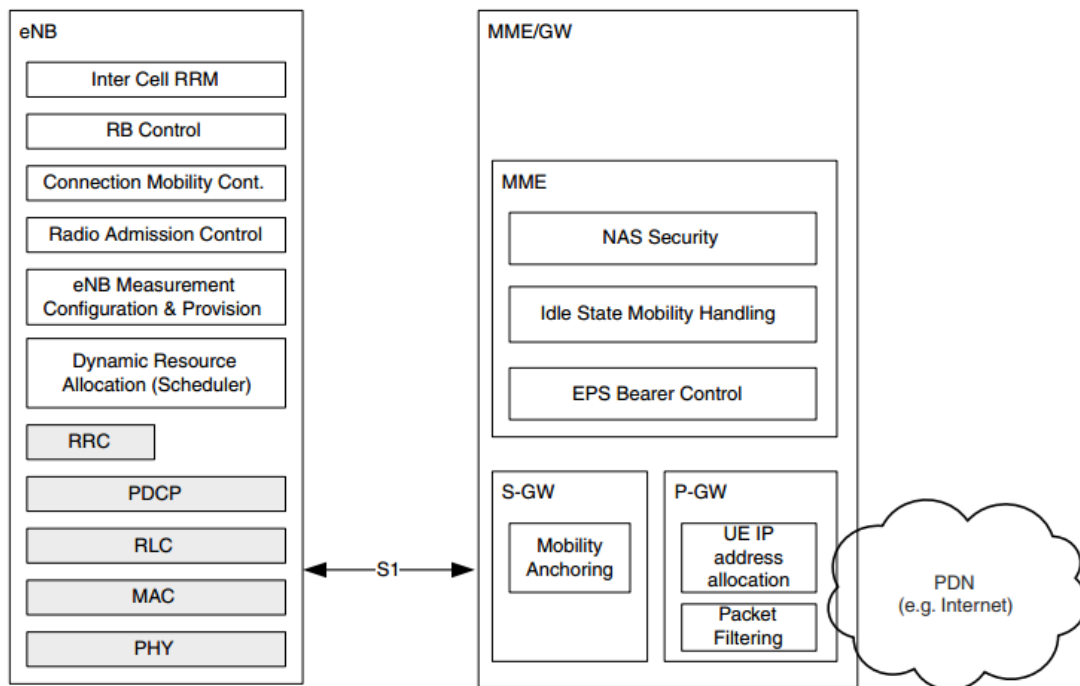 eNB
Inter Cell RRM
RB Control
Connection Mobility Cont.
Radio Admission Control
eNB Measurement
Configuration & Provision
Dynamic Resource
Allocation (Scheduler)
RRC
PDCP
RLC
MAC
PHY
S1
MME/GW
MME
NAS Security
Idle State Mobility Handling
EPS Bearer Control
S-GW
Mobility
Anchoring
P-GW
UE IP
address
allocation
Packet
Filtering
PDN
(e.g. Internet)